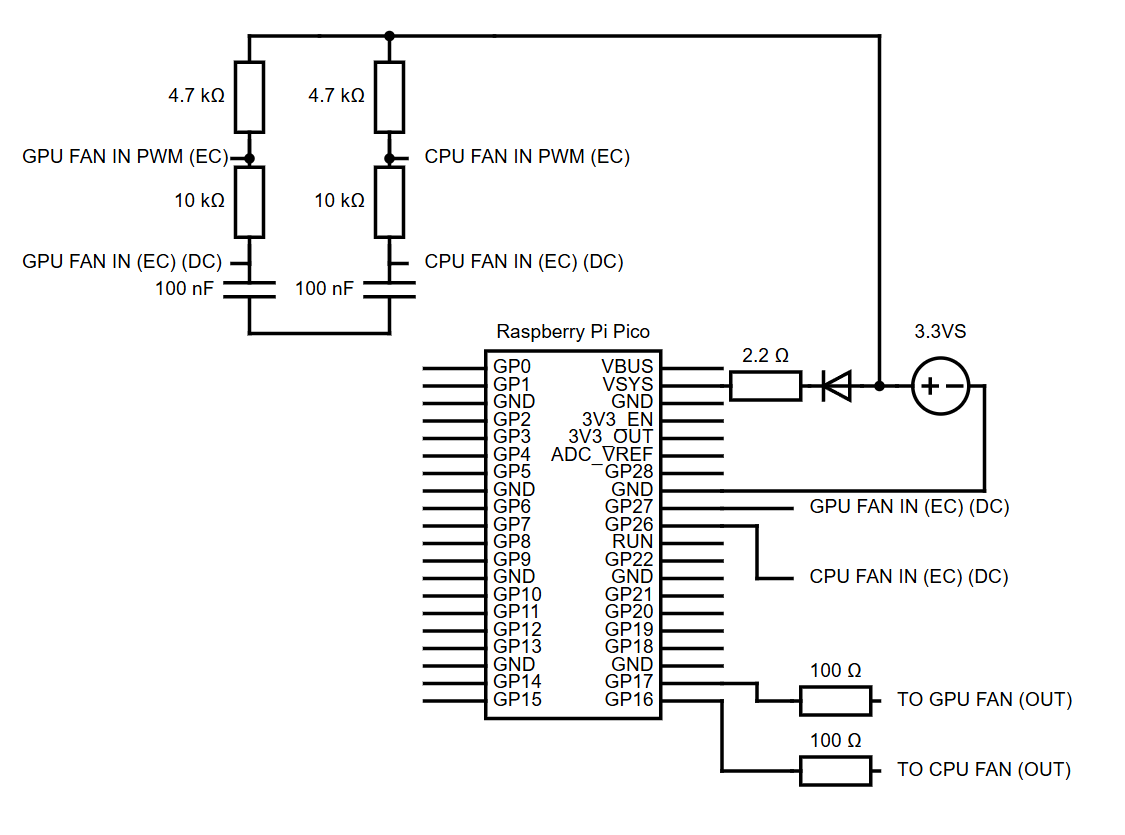 4.7 kΩ
4.7 kΩ
GPU FAN IN PWM (EC)
CPU FAN IN PWM (EC)
10 kΩ
10 kΩ
GPU FAN IN (EC) (DC)
CPU FAN IN (EC) (DC)
100 nF
100 nF
Raspberry Pi Pico
3.3VS
2.2 Ω
+ −
GP0
GP1
GND
GP2
GP3
GP4
GP5
GND
GP6
GP7
GP8
GP9
GND
GP10
GP11
GP12
GP13
GND
GP14
GP15
VBUS
VSYS
GND
3V3_EN
3V3_OUT
ADC_VREF
GP28
GND
GP27
GP26
RUN
GP22
GND
GP21
GP20
GP19
GP18
GND
GP17
GP16
GPU FAN IN (EC) (DC)
CPU FAN IN (EC) (DC)
100 Ω
TO GPU FAN (OUT)
100 Ω
TO CPU FAN (OUT)